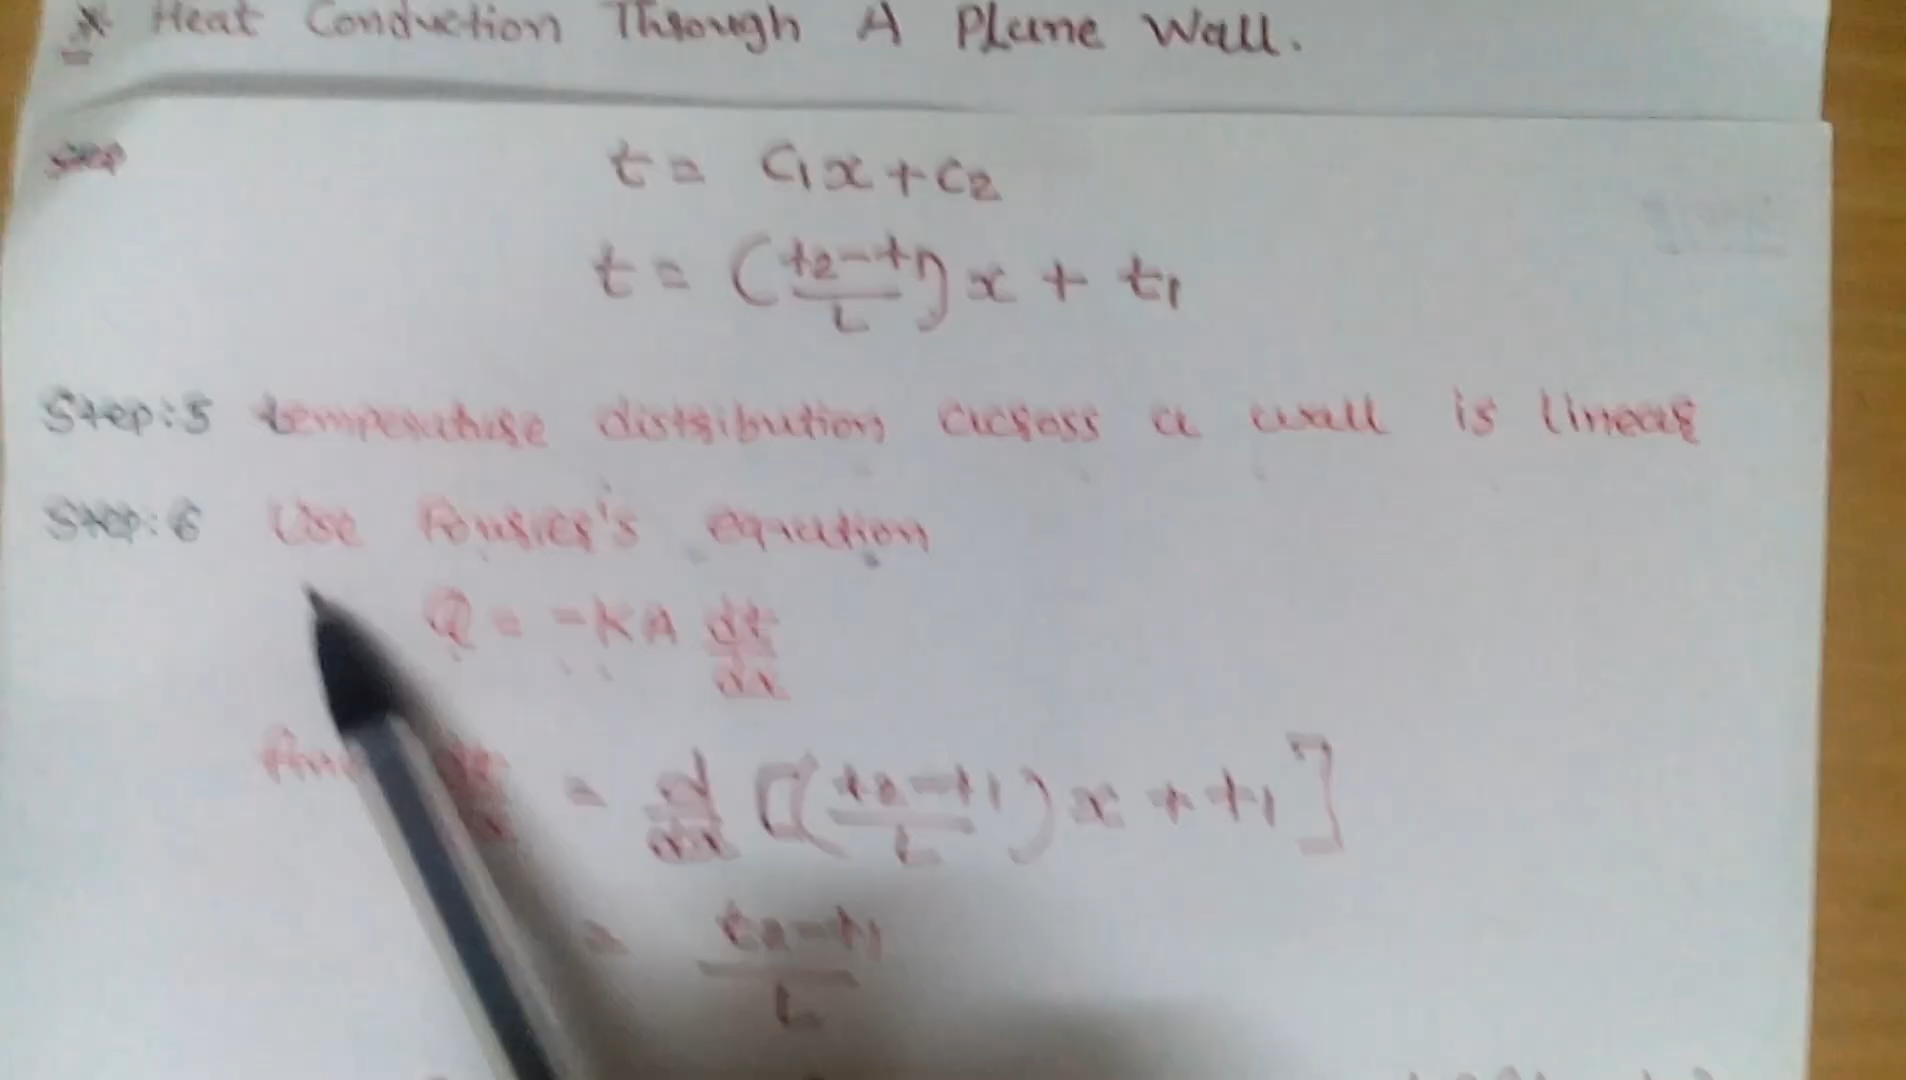 * Heat Conduction Through A Plane Wall.
t = c1x + c2
t = (t2-t1/L)x + t1
Step:5 temperature distribution across a wall is linear
Step:6 Use Fourier's equation
Q = -KA dt/dx
= d/dx [(t2-t1/L)x + t1]
= t2-t1/L